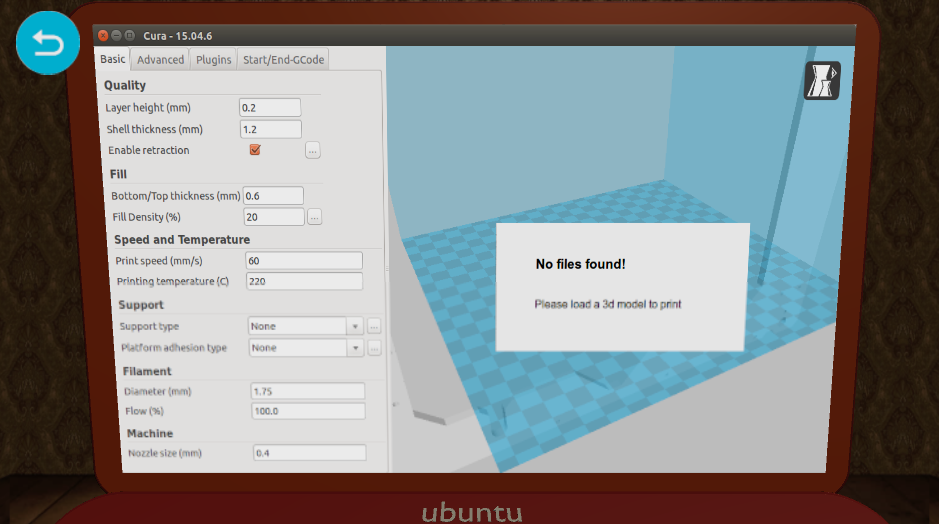 Cura - 15.04.6
Basic Advanced Plugins Start/End-GCode
Quality
Layer height (mm) 0.2
Shell thickness (mm) 1.2
Enable retraction ...
Fill
Bottom/Top thickness (mm) 0.6
Fill Density (%) 20 ...
Speed and Temperature
Print speed (mm/s) 60
Printing temperature (C) 220
Support
Support type None ...
Platform adhesion type None ...
Filament
Diameter (mm) 1.75
Flow (%) 100.0
Machine
Nozzle size (mm) 0.4
No files found!
Please load a 3d model to print
ubuntu